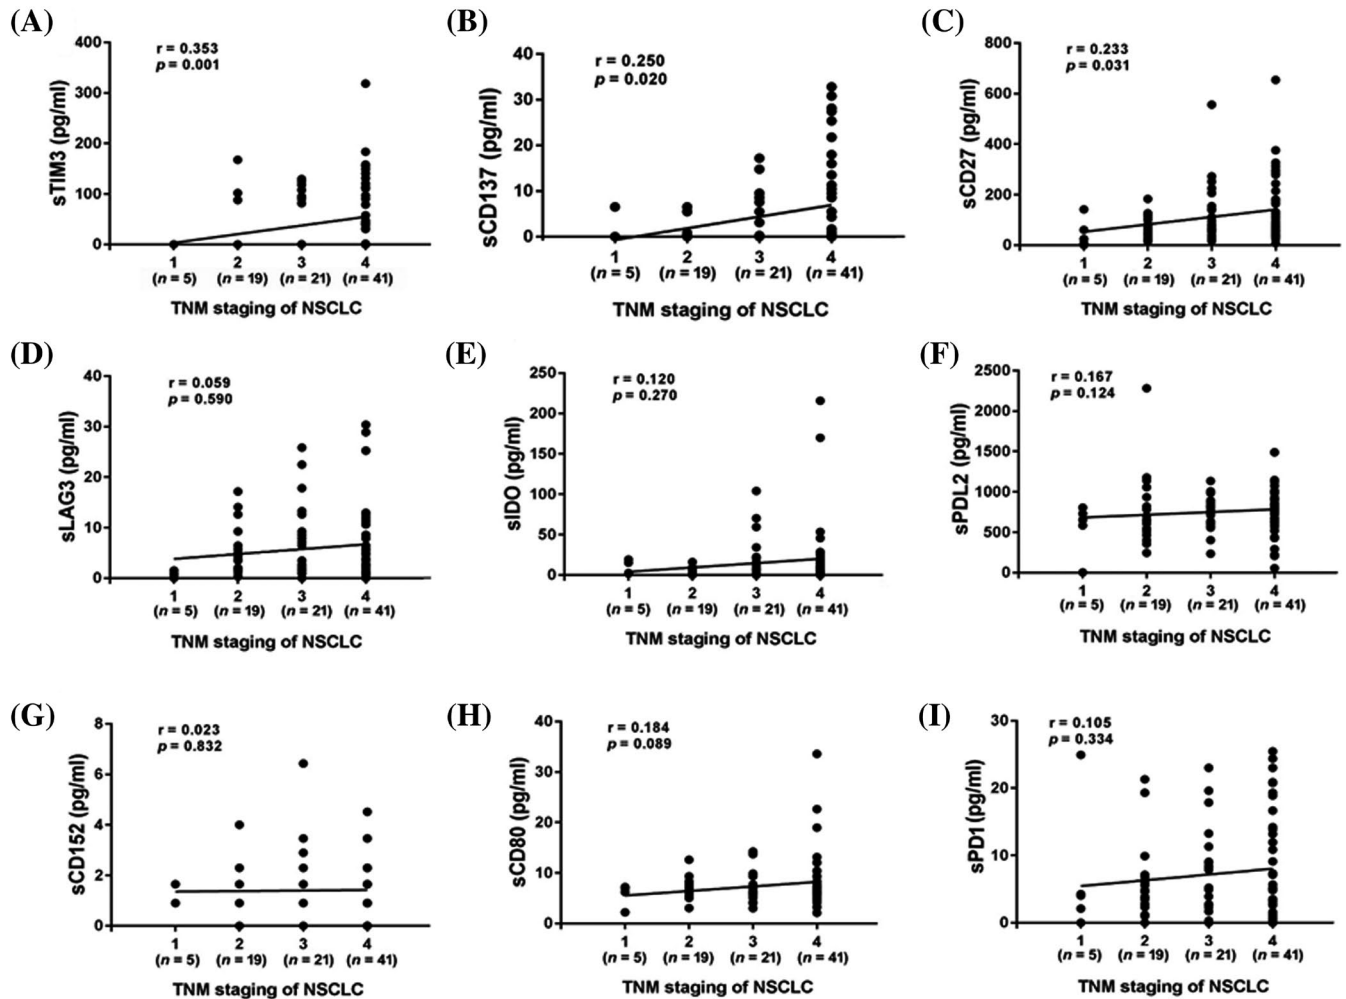 (A)
r = 0.353
p = 0.001
sTIM3 (pg/ml)
400
300
200
100
0
1 2 3 4
(n = 5) (n = 19) (n = 21) (n = 41)
TNM staging of NSCLC
(B)
r = 0.250
p = 0.020
sCD137 (pg/ml)
40
30
20
10
0
1 2 3 4
(n = 5) (n = 19) (n = 21) (n = 41)
TNM staging of NSCLC
(C)
r = 0.233
p = 0.031
sCD27 (pg/ml)
800
600
400
200
0
1 2 3 4
(n = 5) (n = 19) (n = 21) (n = 41)
TNM staging of NSCLC
(D)
r = 0.059
p = 0.590
sLAG3 (pg/ml)
40
30
20
10
0
1 2 3 4
(n = 5) (n = 19) (n = 21) (n = 41)
TNM staging of NSCLC
(E)
r = 0.120
p = 0.270
sIDO (pg/ml)
250
200
150
100
50
0
1 2 3 4
(n = 5) (n = 19) (n = 21) (n = 41)
TNM staging of NSCLC
(F)
r = 0.167
p = 0.124
sPDL2 (pg/ml)
2500
2000
1500
1000
500
0
1 2 3 4
(n = 5) (n = 19) (n = 21) (n = 41)
TNM staging of NSCLC
(G)
r = 0.023
p = 0.832
sCD152 (pg/ml)
8
6
4
2
0
1 2 3 4
(n = 5) (n = 19) (n = 21) (n = 41)
TNM staging of NSCLC
(H)
r = 0.184
p = 0.089
sCD80 (pg/ml)
40
30
20
10
0
1 2 3 4
(n = 5) (n = 19) (n = 21) (n = 41)
TNM staging of NSCLC
(I)
r = 0.105
p = 0.334
sPD1 (pg/ml)
30
20
10
0
1 2 3 4
(n = 5) (n = 19) (n = 21) (n = 41)
TNM staging of NSCLC